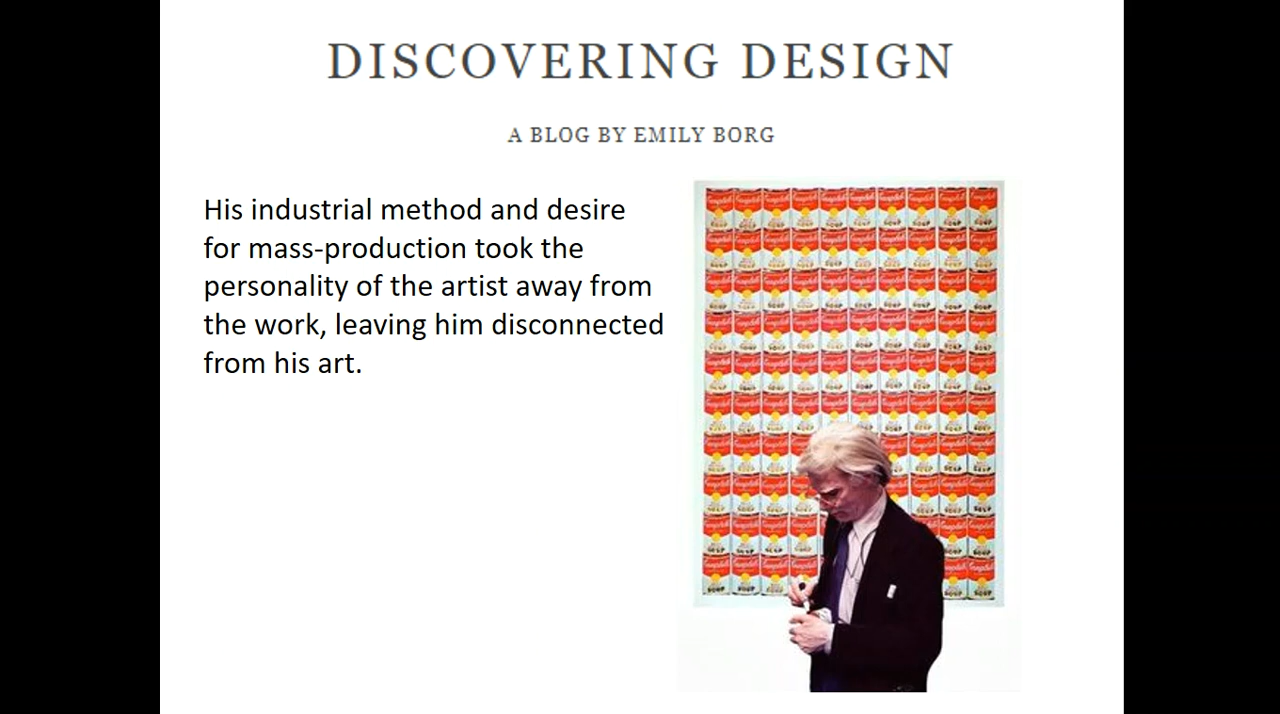 DISCOVERING DESIGN
A BLOG BY EMILY BORG
His industrial method and desire
for mass-production took the
personality of the artist away from
the work, leaving him disconnected
from his art.